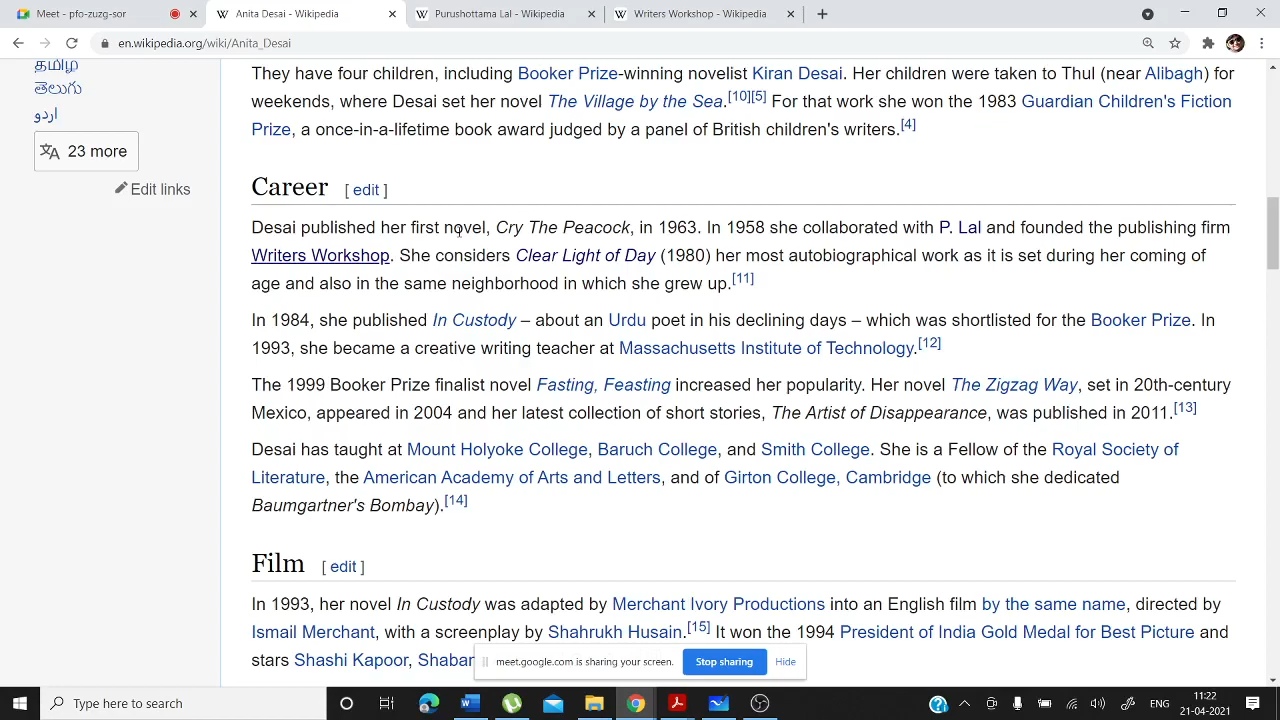 Meet - pfo-zuzg-sor
Anita Desai - Wikipedia
Purushottama Lal - Wikipedia
Writers Workshop - Wikipedia
en.wikipedia.org/wiki/Anita_Desai
தமிழ்
తెలుగు
اردو
23 more
Edit links
They have four children, including Booker Prize-winning novelist Kiran Desai. Her children were taken to Thul (near Alibagh) for
weekends, where Desai set her novel The Village by the Sea.[10][5] For that work she won the 1983 Guardian Children's Fiction
Prize, a once-in-a-lifetime book award judged by a panel of British children's writers.[4]
Career [ edit ]
Desai published her first novel, Cry The Peacock, in 1963. In 1958 she collaborated with P. Lal and founded the publishing firm
Writers Workshop. She considers Clear Light of Day (1980) her most autobiographical work as it is set during her coming of
age and also in the same neighborhood in which she grew up.[11]
In 1984, she published In Custody – about an Urdu poet in his declining days – which was shortlisted for the Booker Prize. In
1993, she became a creative writing teacher at Massachusetts Institute of Technology.[12]
The 1999 Booker Prize finalist novel Fasting, Feasting increased her popularity. Her novel The Zigzag Way, set in 20th-century
Mexico, appeared in 2004 and her latest collection of short stories, The Artist of Disappearance, was published in 2011.[13]
Desai has taught at Mount Holyoke College, Baruch College, and Smith College. She is a Fellow of the Royal Society of
Literature, the American Academy of Arts and Letters, and of Girton College, Cambridge (to which she dedicated
Baumgartner's Bombay).[14]
Film [ edit ]
In 1993, her novel In Custody was adapted by Merchant Ivory Productions into an English film by the same name, directed by
Ismail Merchant, with a screenplay by Shahrukh Husain.[15] It won the 1994 President of India Gold Medal for Best Picture and
stars Shashi Kapoor,
meet.google.com is sharing your screen. Stop sharing Hide
Type here to search
ENG
11:22
21-04-2021